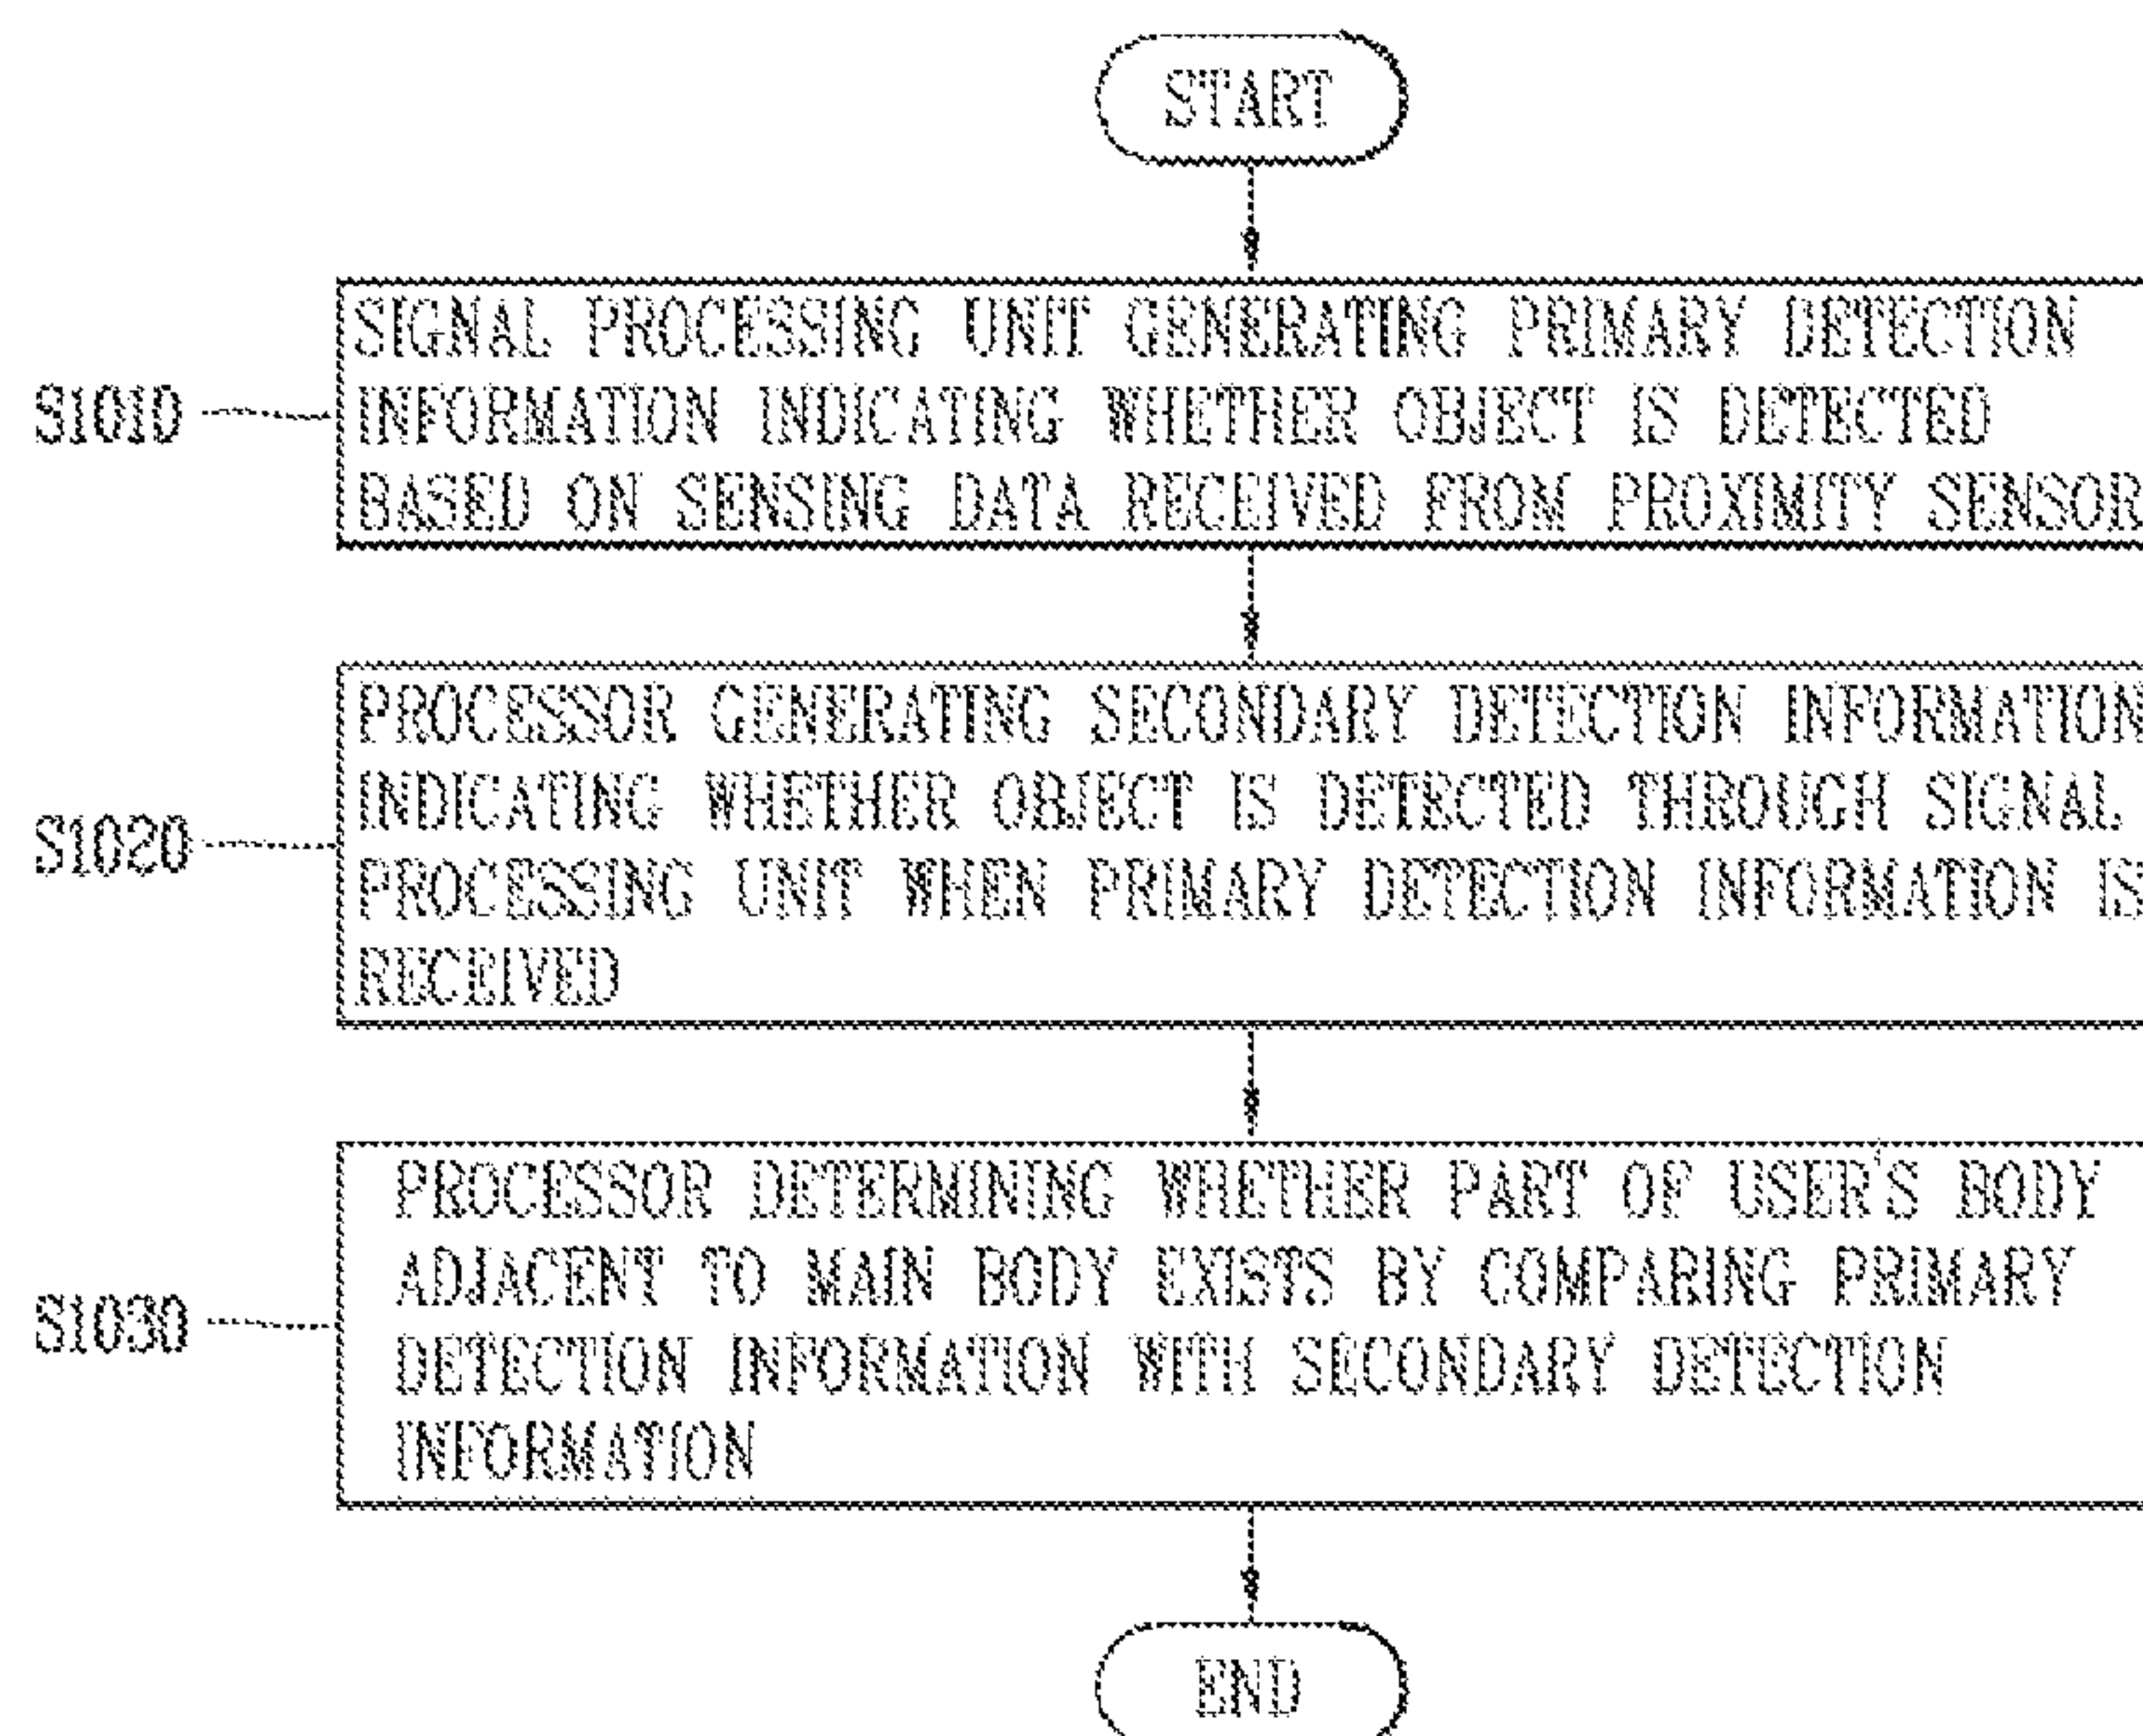 START
SIGNAL PROCESSING UNIT GENERATING PRIMARY DETECTION
INFORMATION INDICATING WHETHER OBJECT IS DETECTED
BASED ON SENSING DATA RECEIVED FROM PROXIMITY SENSOR
S1010
PROCESSOR GENERATING SECONDARY DETECTION INFORMATION
INDICATING WHETHER OBJECT IS DETECTED THROUGH SIGNAL
PROCESSING UNIT WHEN PRIMARY DETECTION INFORMATION IS
RECEIVED
S1020
PROCESSOR DETERMINING WHETHER PART OF USER'S BODY
ADJACENT TO MAIN BODY EXISTS BY COMPARING PRIMARY
DETECTION INFORMATION WITH SECONDARY DETECTION
INFORMATION
S1030
END